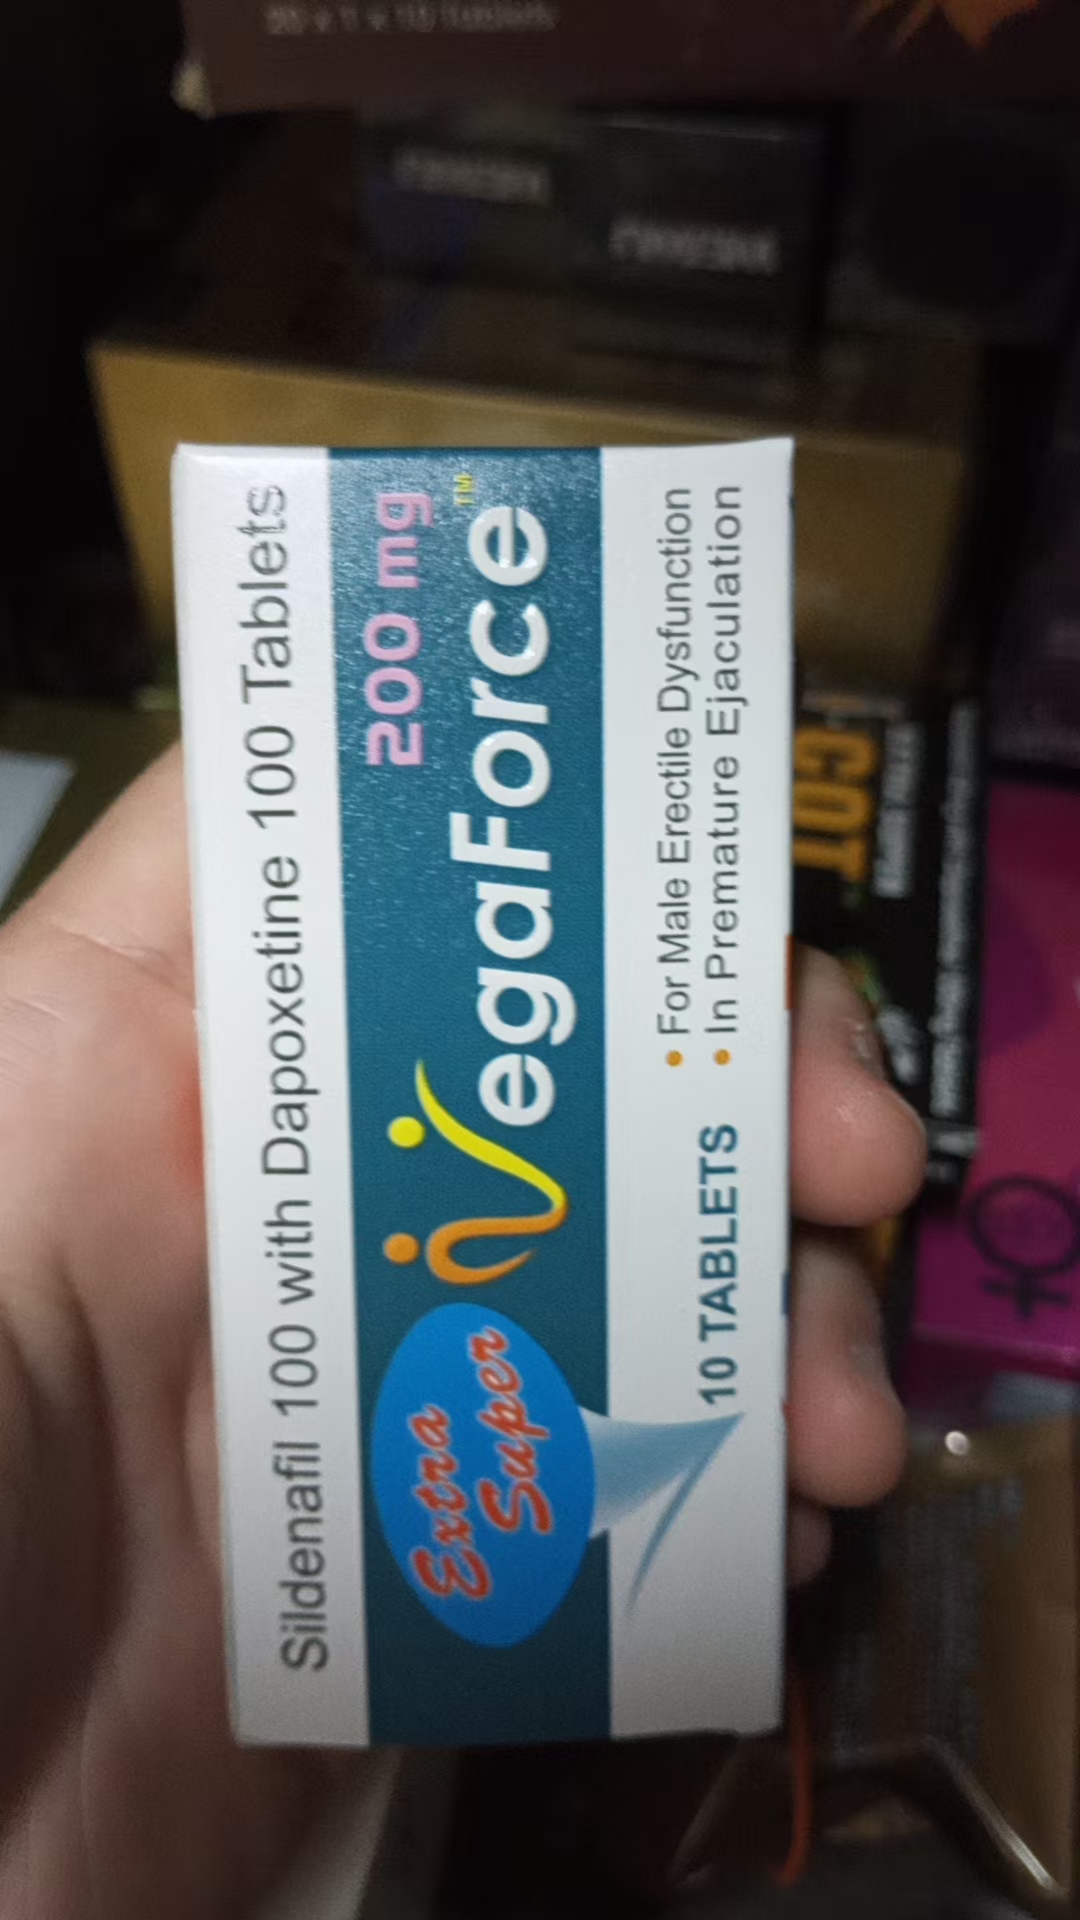 Sildenafil 100 with Dapoxetine 100 Tablets
Extra
Super
200 mg
VegaForce™
10 TABLETS
• For Male Erectile Dysfunction
• In Premature Ejaculation